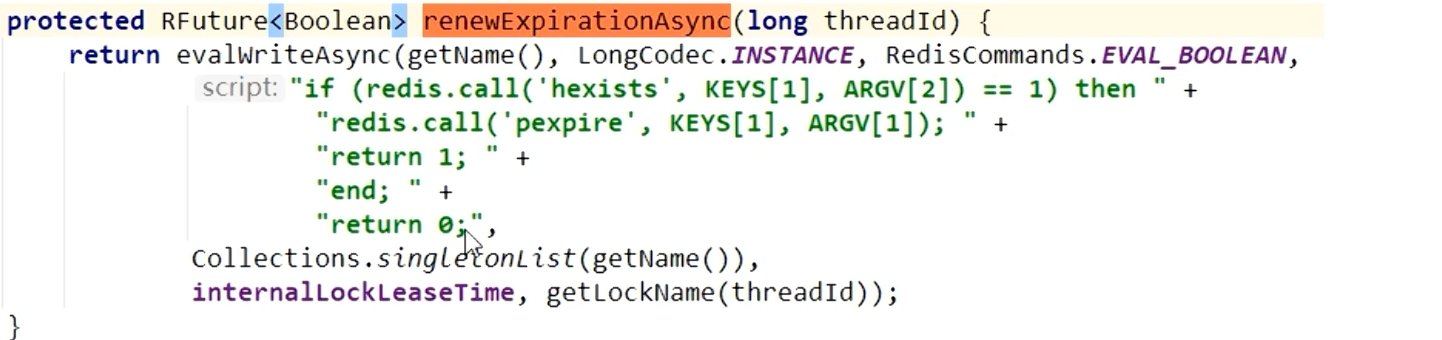 protected RFuture<Boolean> renewExpirationAsync(long threadId) {
    return evalWriteAsync(getName(), LongCodec.INSTANCE, RedisCommands.EVAL_BOOLEAN,
            script: "if (redis.call('hexists', KEYS[1], ARGV[2]) == 1) then " +
                    "redis.call('pexpire', KEYS[1], ARGV[1]); " +
                    "return 1; " +
                    "end; " +
                    "return 0;",
            Collections.singletonList(getName()),
            internalLockLeaseTime, getLockName(threadId));
}